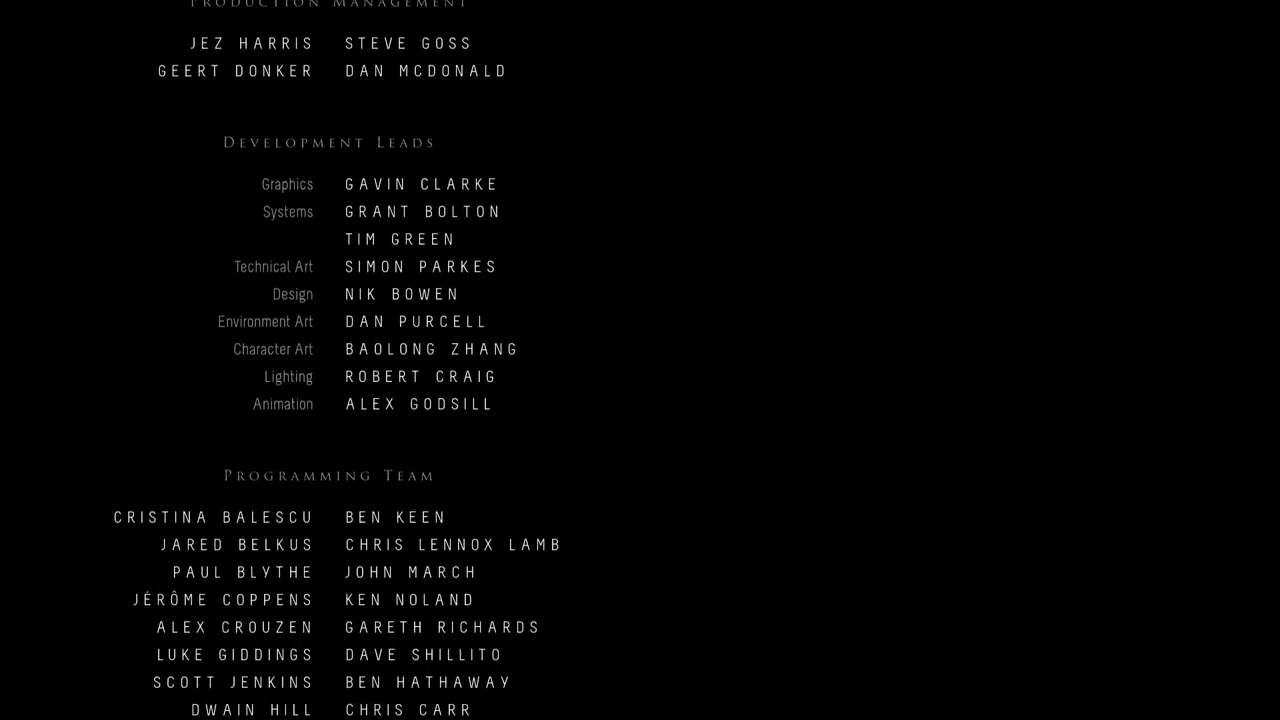 PRODUCTION MANAGEMENT
JEZ HARRIS STEVE GOSS
GEERT DONKER DAN MCDONALD
DEVELOPMENT LEADS
Graphics GAVIN CLARKE
Systems GRANT BOLTON
TIM GREEN
Technical Art SIMON PARKES
Design NIK BOWEN
Environment Art DAN PURCELL
Character Art BAOLONG ZHANG
Lighting ROBERT CRAIG
Animation ALEX GODSILL
PROGRAMMING TEAM
CRISTINA BALESCU BEN KEEN
JARED BELKUS CHRIS LENNOX LAMB
PAUL BLYTHE JOHN MARCH
JÉRÔME COPPENS KEN NOLAND
ALEX CROUZEN GARETH RICHARDS
LUKE GIDDINGS DAVE SHILLITO
SCOTT JENKINS BEN HATHAWAY
DWAIN HILL CHRIS CARR